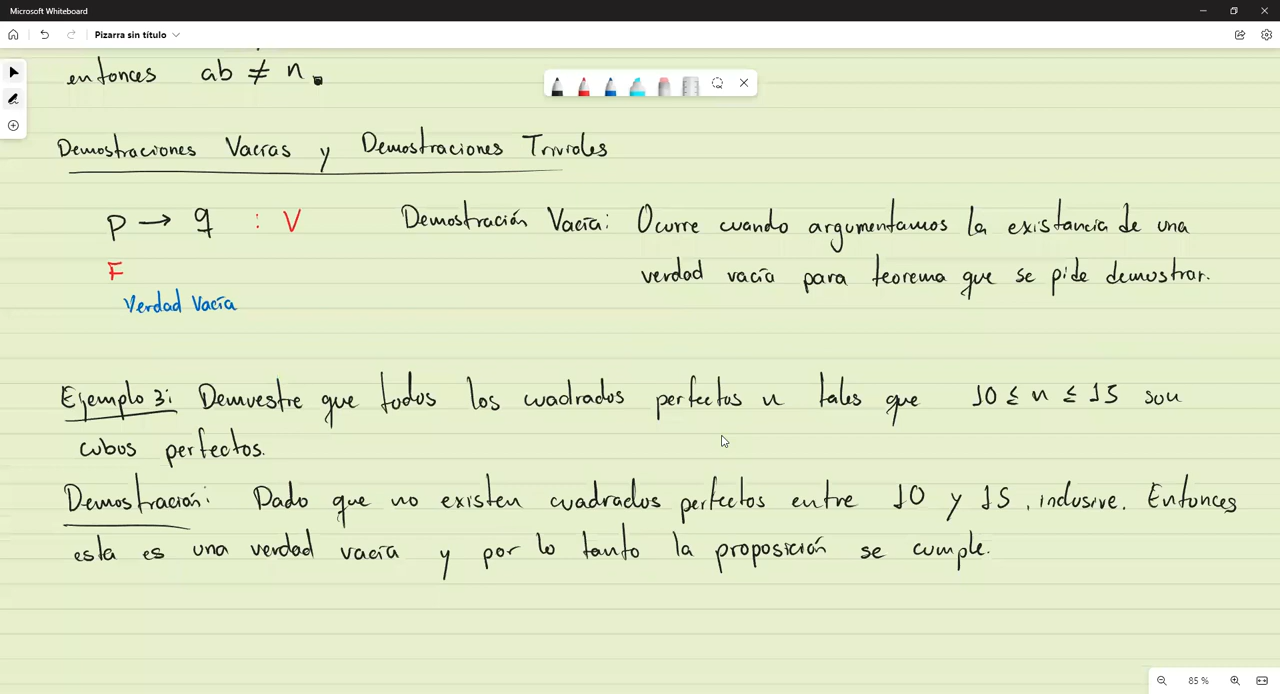 Microsoft Whiteboard
Pizarra sin título
entonces ab ≠ n.
Demostraciones Vacías y Demostraciones Triviales
p → q : V
Demostración Vacía: Ocurre cuando argumentamos la existancia de una
F
verdad vacía para teorema que se pide demostrar.
Verdad Vacía
Ejemplo 3: Demuestre que todos los cuadrados perfectos n tales que 10 ≤ n ≤ 15 son
cubos perfectos.
Demostración: Dado que no existen cuadrados perfectos entre 10 y 15, inclusive. Entonces
esta es una verdad vacía y por lo tanto la proposición se cumple.
85 %